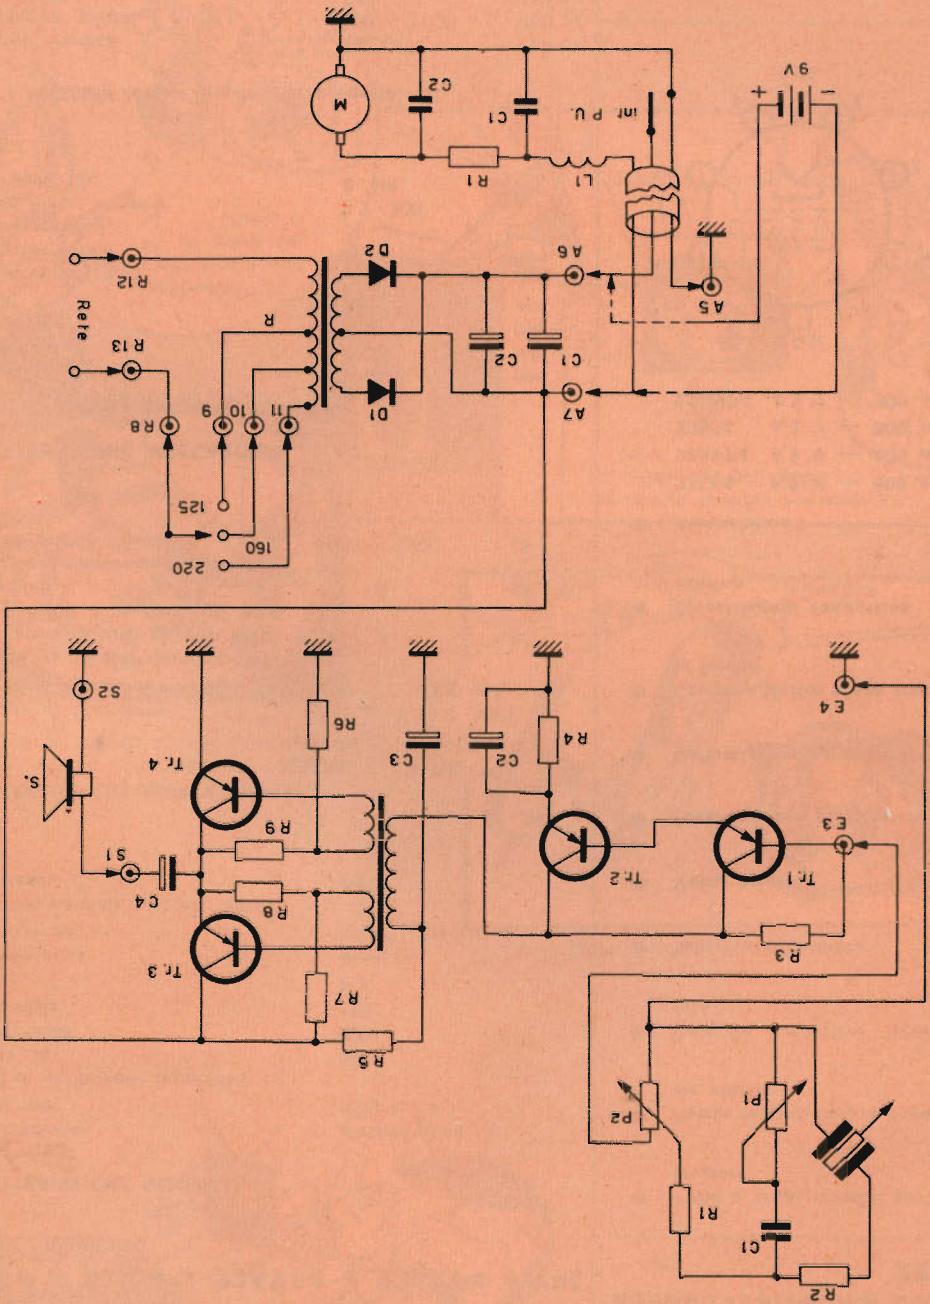 R2
C1
R1
P1
P2
R5
R7
R3
Tr.3
R8
C4
S1
Tr.1
Tr.2
R9
E3
S.
Tr.4
C2
C3
R4
R6
E4
S2
220
160
125
R8
9
10
11
A7
D1
C1
C2
R13
Rete
R
A5
R12
A6
D2
L1
R1
int P.U.
C1
M
C2
- +
9V